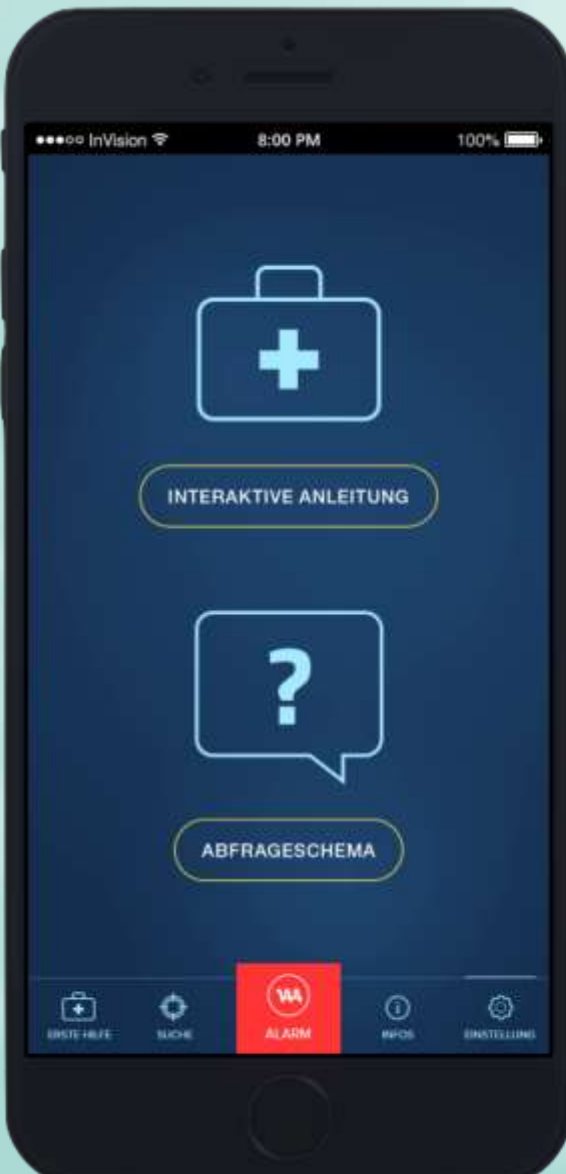 InVision 8:00 PM 100%
INTERAKTIVE ANLEITUNG
?
ABFRAGESCHEMA
ERSTE HILFE SUCHE ALARM INFOS EINSTELLUNG